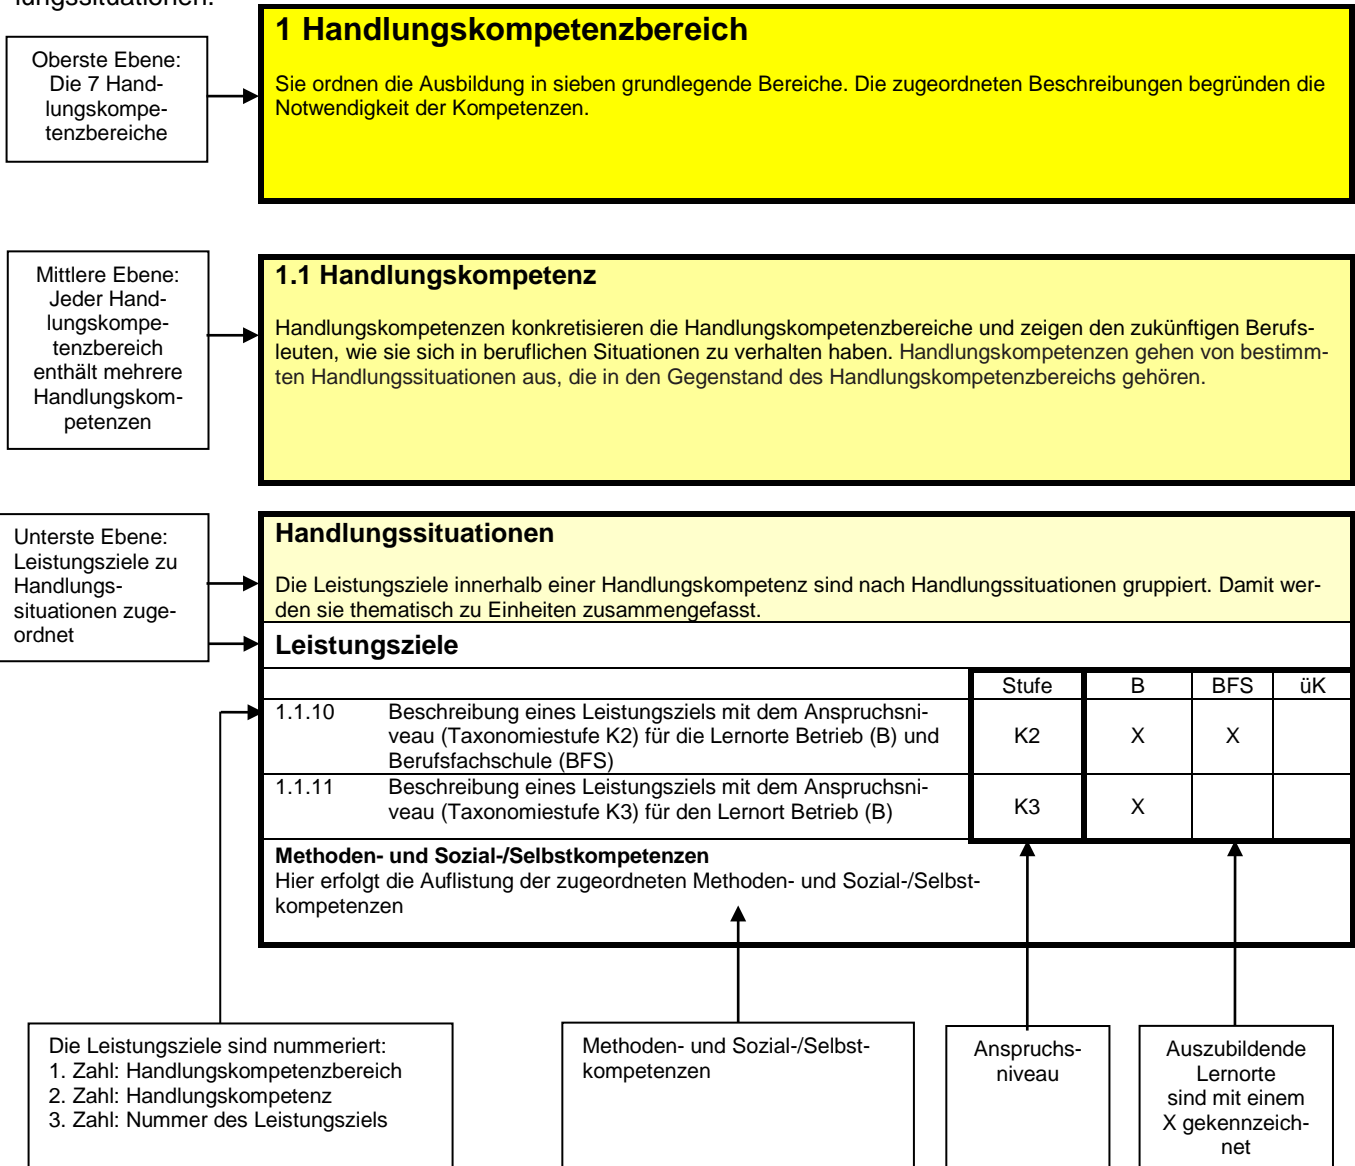 lungssituationen.
Oberste Ebene:
Die 7 Hand-
lungskompe-
tenzbereiche
1 Handlungskompetenzbereich
Sie ordnen die Ausbildung in sieben grundlegende Bereiche. Die zugeordneten Beschreibungen begründen die
Notwendigkeit der Kompetenzen.
Mittlere Ebene:
Jeder Hand-
lungskompe-
tenzbereich
enthält mehrere
Handlungskom-
petenzen
1.1 Handlungskompetenz
Handlungskompetenzen konkretisieren die Handlungskompetenzbereiche und zeigen den zukünftigen Berufs-
leuten, wie sie sich in beruflichen Situationen zu verhalten haben. Handlungskompetenzen gehen von bestimm-
ten Handlungssituationen aus, die in den Gegenstand des Handlungskompetenzbereichs gehören.
Unterste Ebene:
Leistungsziele zu
Handlungs-
situationen zuge-
ordnet
Handlungssituationen
Die Leistungsziele innerhalb einer Handlungskompetenz sind nach Handlungssituationen gruppiert. Damit wer-
den sie thematisch zu Einheiten zusammengefasst.
Leistungsziele
Stufe B BFS üK
1.1.10 Beschreibung eines Leistungsziels mit dem Anspruchsni-
veau (Taxonomiestufe K2) für die Lernorte Betrieb (B) und
Berufsfachschule (BFS)
K2 X X
1.1.11 Beschreibung eines Leistungsziels mit dem Anspruchsni-
veau (Taxonomiestufe K3) für den Lernort Betrieb (B)
K3 X
Methoden- und Sozial-/Selbstkompetenzen
Hier erfolgt die Auflistung der zugeordneten Methoden- und Sozial-/Selbst-
kompetenzen
Die Leistungsziele sind nummeriert:
1. Zahl: Handlungskompetenzbereich
2. Zahl: Handlungskompetenz
3. Zahl: Nummer des Leistungsziels
Methoden- und Sozial-/Selbst-
kompetenzen
Anspruchs-
niveau
Auszubildende
Lernorte
sind mit einem
X gekennzeich-
net